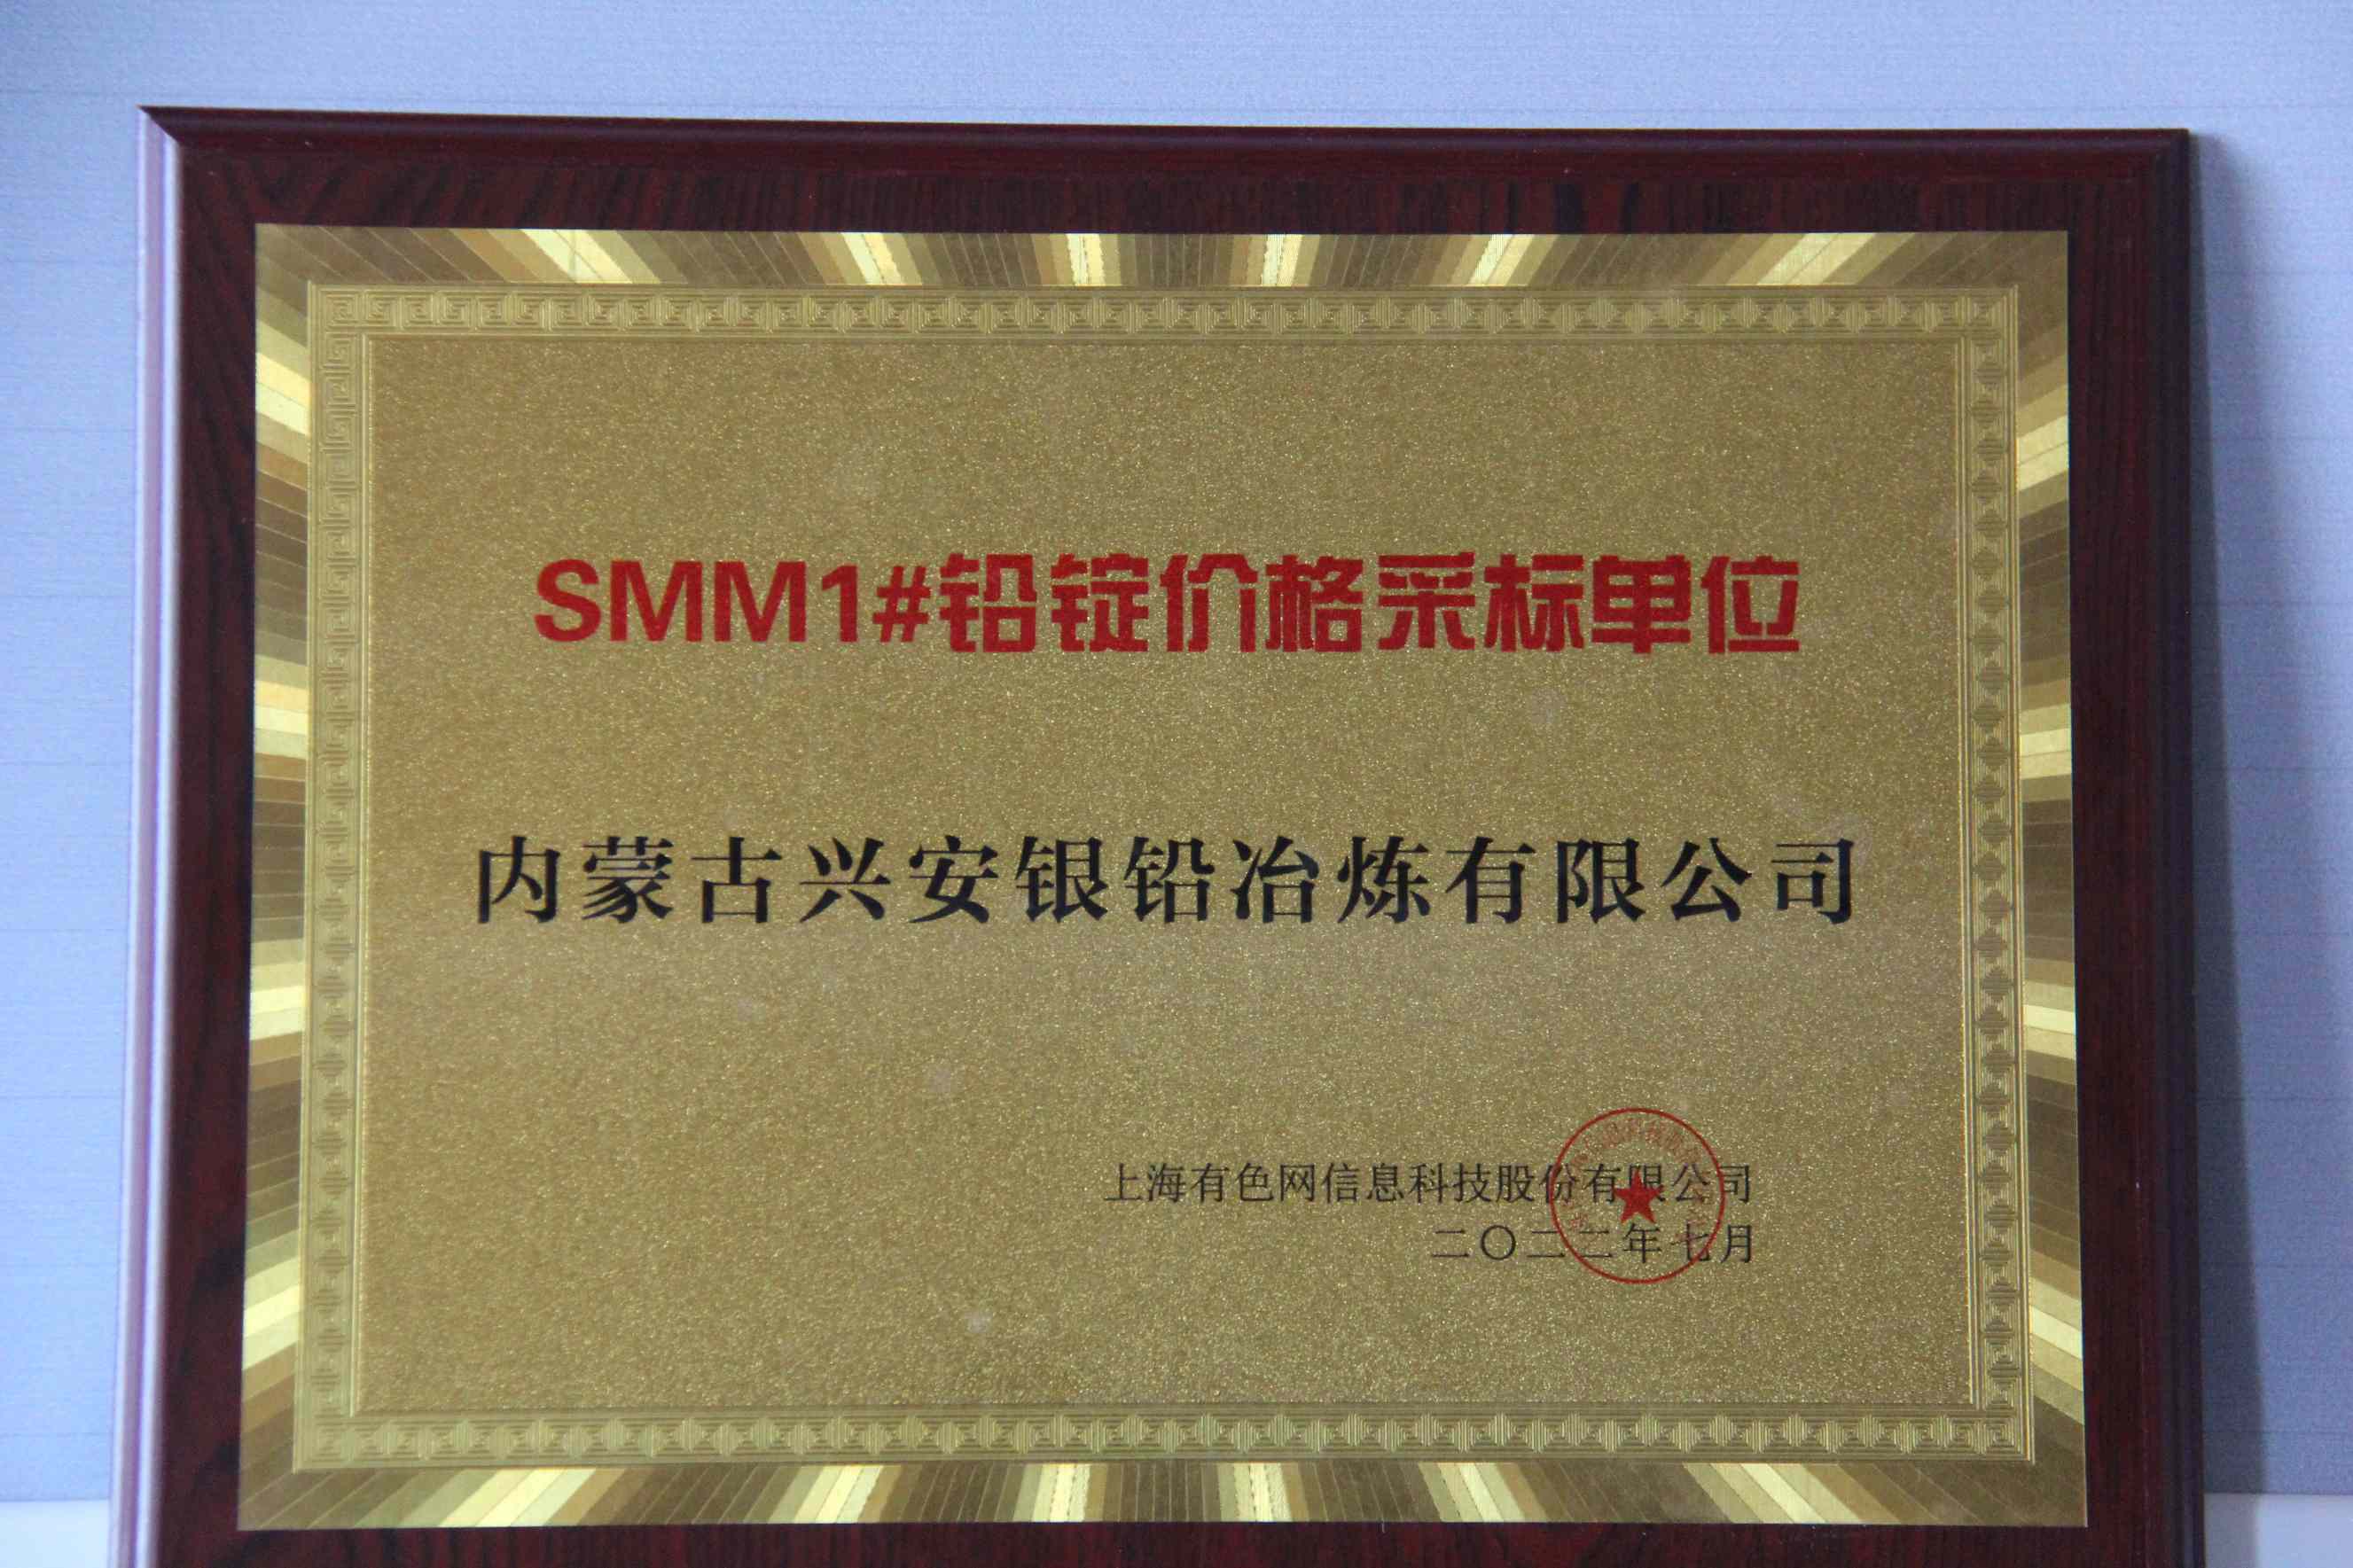 SMM1#铅锭价格采标单位
内蒙古兴安银铅冶炼有限公司
上海有色网信息科技股份有限公司
二〇二二年七月